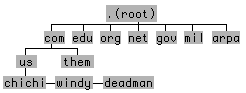 .(root)
com edu org net gov mil arpa
us them
chichi windy deadman